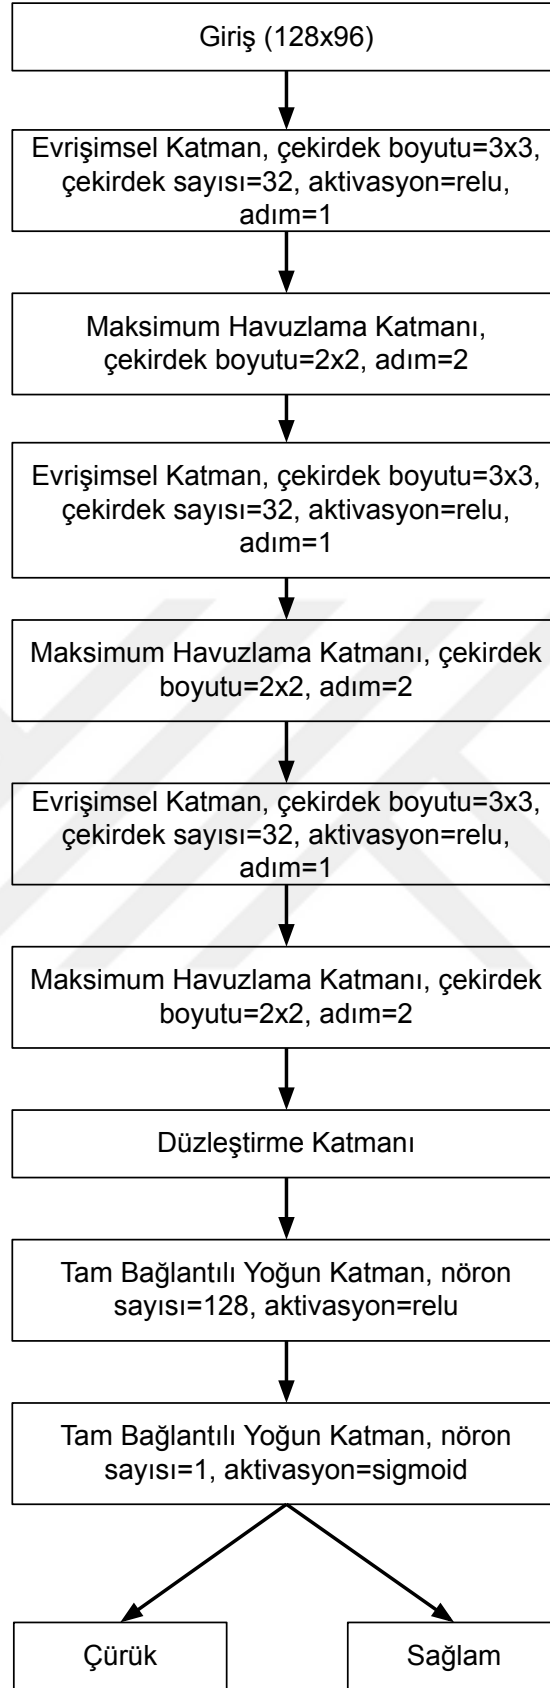 Giriş (128x96)
Evrişimsel Katman, çekirdek boyutu=3x3,
çekirdek sayısı=32, aktivasyon=relu,
adım=1
Maksimum Havuzlama Katmanı,
çekirdek boyutu=2x2, adım=2
Evrişimsel Katman, çekirdek boyutu=3x3,
çekirdek sayısı=32, aktivasyon=relu,
adım=1
Maksimum Havuzlama Katmanı, çekirdek
boyutu=2x2, adım=2
Evrişimsel Katman, çekirdek boyutu=3x3,
çekirdek sayısı=32, aktivasyon=relu,
adım=1
Maksimum Havuzlama Katmanı, çekirdek
boyutu=2x2, adım=2
Düzleştirme Katmanı
Tam Bağlantılı Yoğun Katman, nöron
sayısı=128, aktivasyon=relu
Tam Bağlantılı Yoğun Katman, nöron
sayısı=1, aktivasyon=sigmoid
Çürük
Sağlam